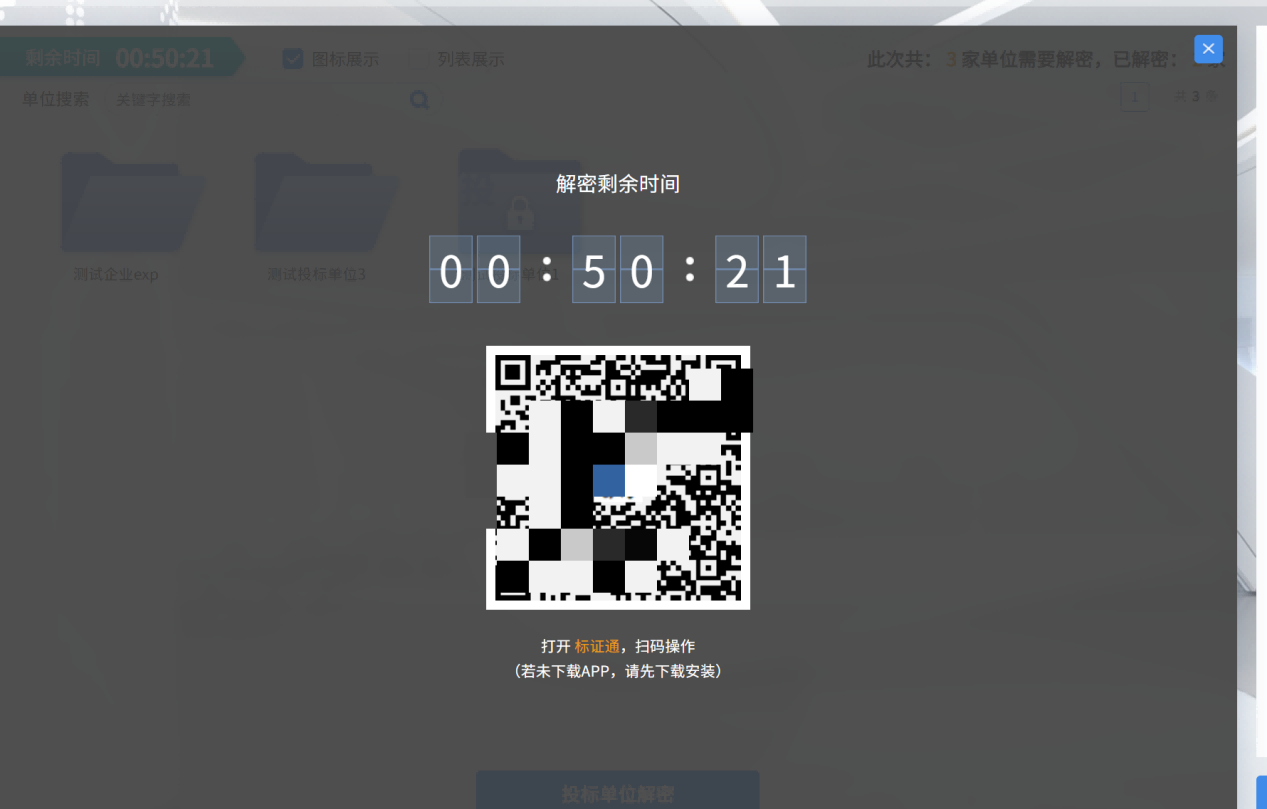 剩余时间 00:50:21 图标展示 列表展示 此次共： 3 家单位需要解密，已解密： 家
单位搜索 关键字搜索 1 共 3 条
解密剩余时间
00:50:21
测试企业exp 测试投标单位3 单位1
打开 标证通，扫码操作
（若未下载APP，请先下载安装）
投标单位解密